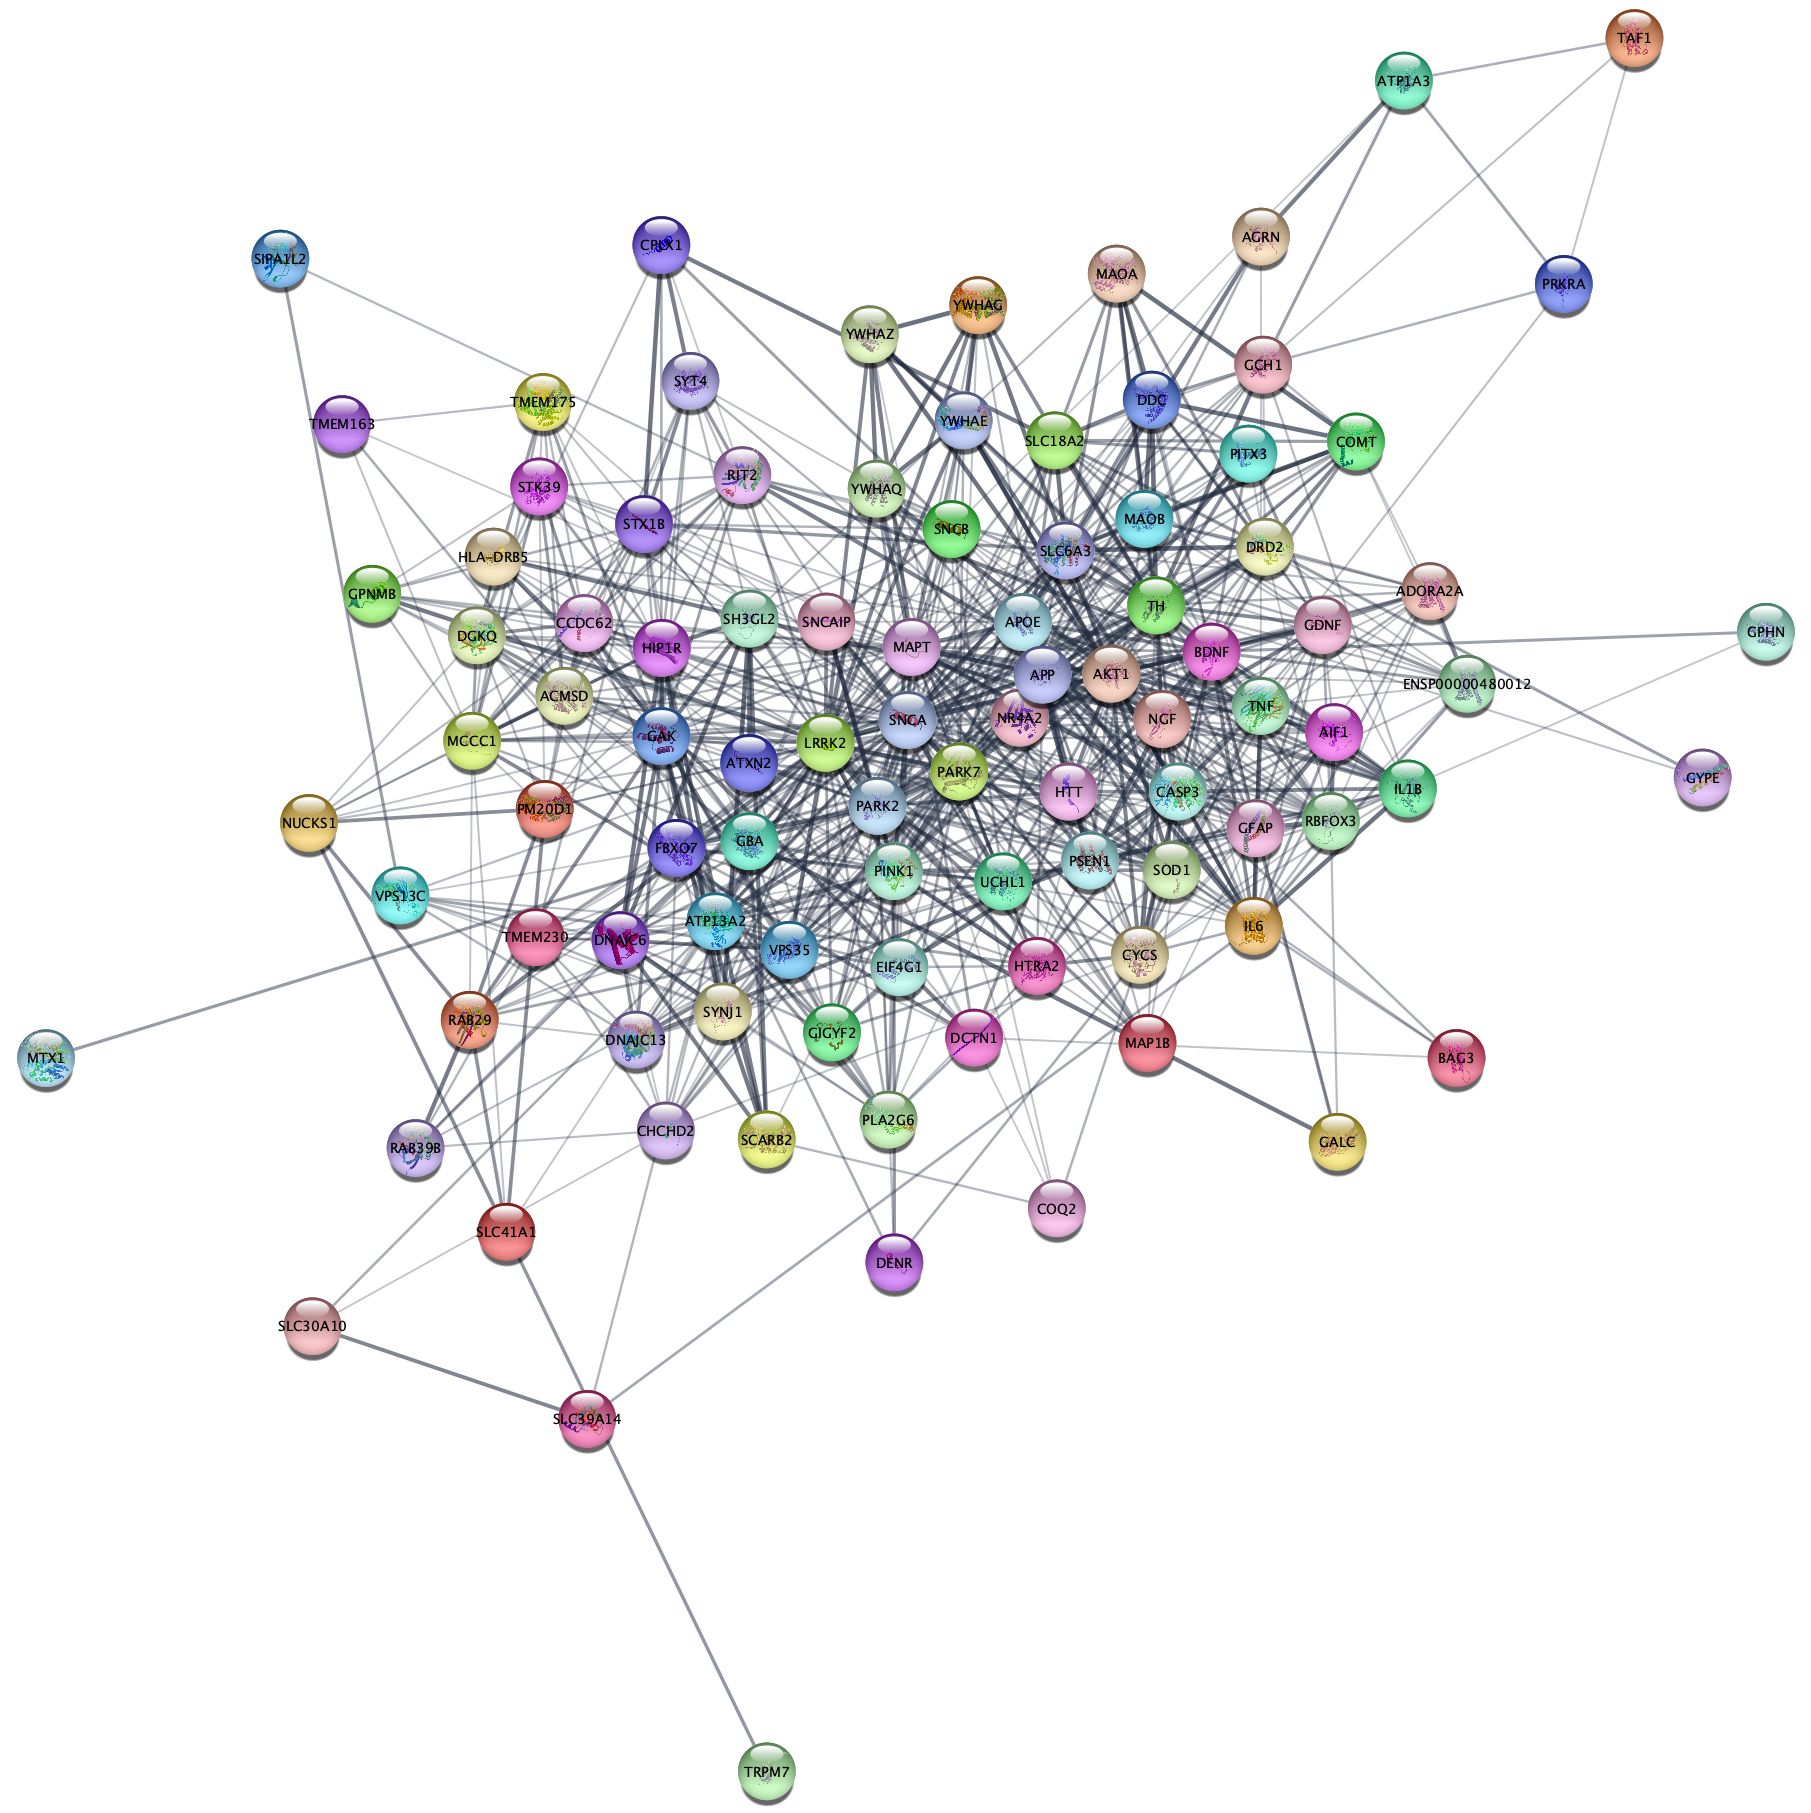 TAF1
ATP1A3
AGRN
CPLX1
SIPA1L2
MAOA
PRKRA
YWHAG
YWHAZ
GCH1
SYT4
DDC
TMEM175
TMEM163
YWHAE
SLC18A2
COMT
PITX3
RIT2
STK39
YWHAQ
STX1B
MAOB
SNCB
DRD2
SLC6A3
HLA-DRB5
GPNMB
ADORA2A
TH
SH3GL2
SNCAIP
APOE
CCDC62
GDNF
GPHN
DGKQ
HIP1R
MAPT
BDNF
APP
AKT1
ENSP00000480012
ACMSD
TNF
SNCA
NR4A2
NGF
AIF1
GAK
MCCC1
LRRK2
ATXN2
PARK7
GYPE
IL1B
HTT
CASP3
PARK2
PM20D1
NUCKS1
RBFOX3
GFAP
GBA
FBXO7
PSEN1
PINK1
SOD1
UCHL1
VPS13C
ATP13A2
IL6
TMEM230
DNAJC6
VPS35
CYCS
EIF4G1
HTRA2
SYNJ1
RAB29
GIGYF2
DNAJC13
DCTN1
MAP1B
MTX1
BAG3
PLA2G6
CHCHD2
SCARB2
GALC
RAB39B
COQ2
SLC41A1
DENR
SLC30A10
SLC39A14
TRPM7